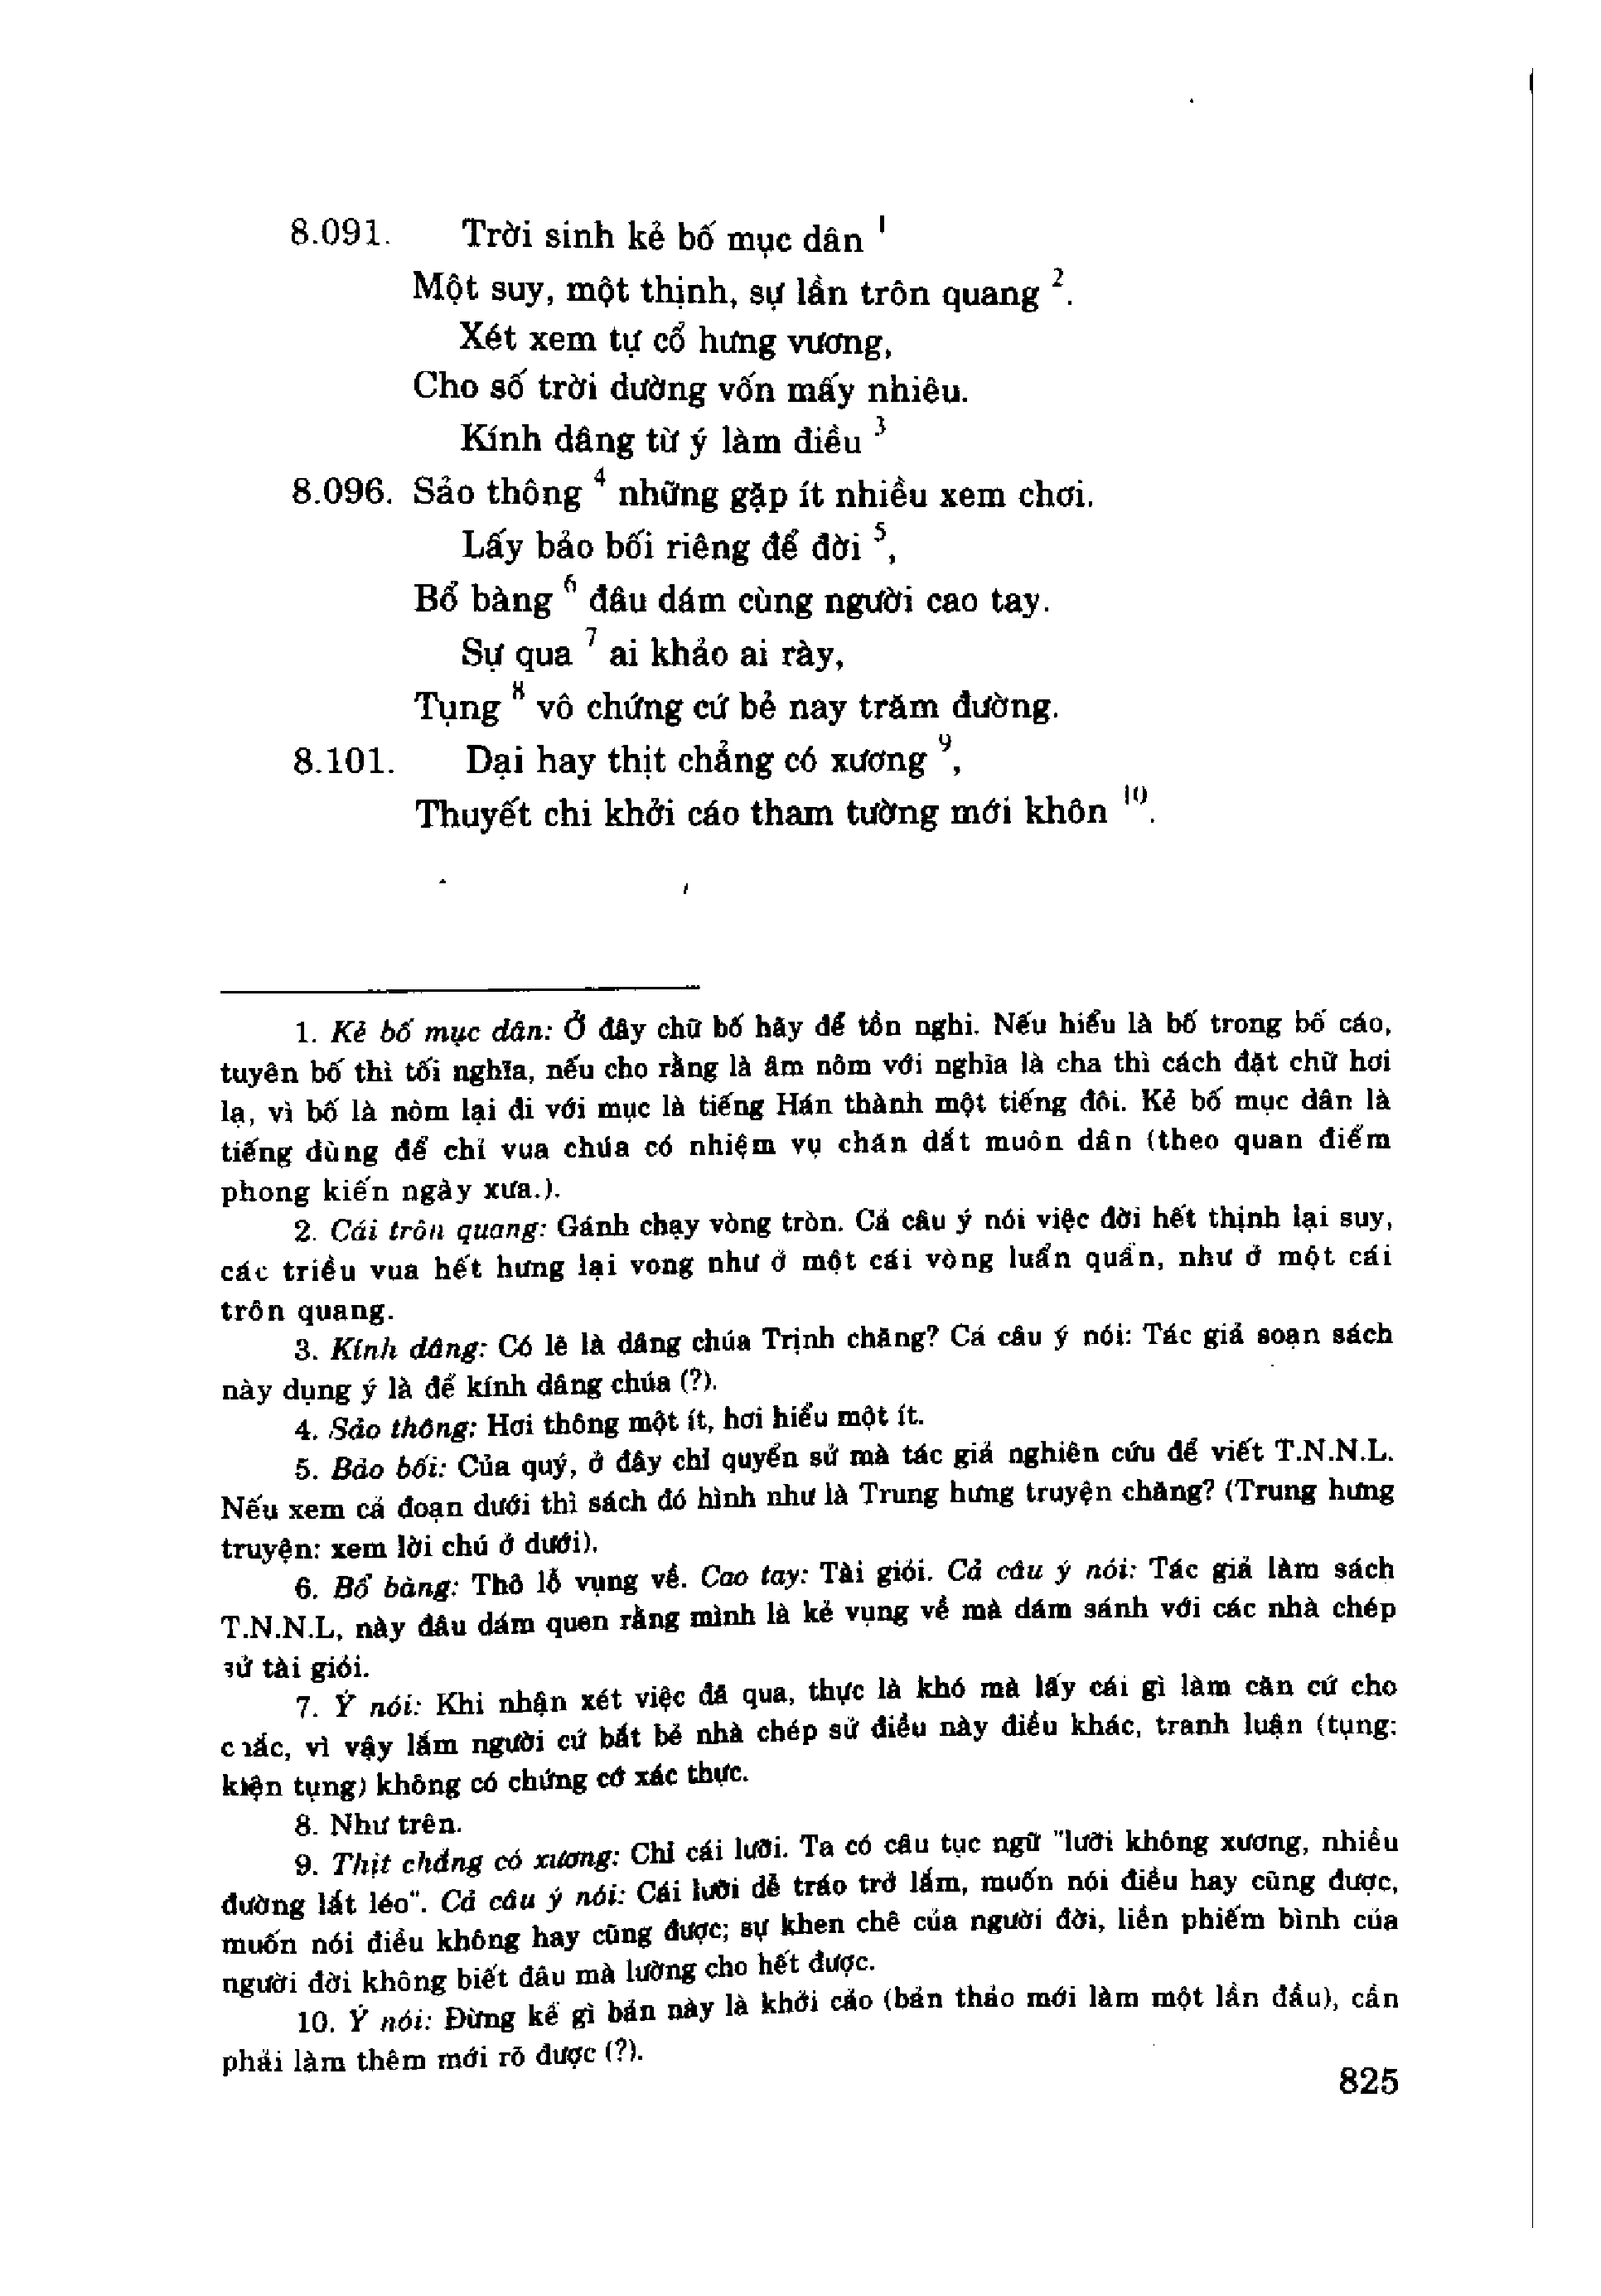 8.091. Trời sinh kẻ bố mục dân 1
Một suy, một thịnh, sự lần trôn quang 2.
Xét xem tự cổ hưng vương,
Cho số trời dường vốn mấy nhiêu.
Kính dâng từ ý làm điều 3
8.096. Sảo thông 4 những gặp ít nhiều xem chơi.
Lấy bảo bối riêng để đời 5,
Bổ bàng 6 đâu dám cùng người cao tay.
Sự qua 7 ai khảo ai rày,
Tụng 8 vô chứng cứ bẻ nay trăm đường.
8.101. Dại hay thịt chẳng có xương 9,
Thuyết chi khởi cáo tham tường mới khôn 10.
1. Kẻ bố mục dân: Ở đây chữ bố hãy để tồn nghi. Nếu hiểu là bố trong bố cáo,
tuyên bố thì tối nghĩa, nếu cho rằng là âm nôm với nghĩa là cha thì cách đặt chữ hơi
lạ, vì bố là nôm lại đi với mục là tiếng Hán thành một tiếng đôi. Kẻ bố mục dân là
tiếng dùng để chỉ vua chúa có nhiệm vụ chăn dắt muôn dân (theo quan điểm
phong kiến ngày xưa.).
2. Cái trôn quang: Gánh chạy vòng tròn. Cả câu ý nói việc đời hết thịnh lại suy,
các triều vua hết hưng lại vong như ở một cái vòng luẩn quẩn, như ở một cái
trôn quang.
3. Kính dâng: Có lẽ là dâng chúa Trịnh chăng? Cả câu ý nói: Tác giả soạn sách
này dụng ý là để kính dâng chúa (?).
4. Sảo thông: Hơi thông một ít, hơi hiểu một ít.
5. Bảo bối: Của quý, ở đây chỉ quyển sử mà tác giả nghiên cứu để viết T.N.N.L.
Nếu xem cả đoạn dưới thì sách đó hình như là Trung hưng truyện chăng? (Trung hưng
truyện: xem lời chú ở dưới).
6. Bổ bàng: Thô lỗ vụng về. Cao tay: Tài giỏi. Cả câu ý nói: Tác giả làm sách
T.N.N.L, này đâu dám quen rằng mình là kẻ vụng về mà dám sánh với các nhà chép
sử tài giỏi.
7. Ý nói: Khi nhận xét việc đã qua, thực là khó mà lấy cái gì làm căn cứ cho
chắc, vì vậy lắm người cứ bắt bẻ nhà chép sử điều này điều khác, tranh luận (tụng:
kiện tụng) không có chứng cớ xác thực.
8. Như trên.
9. Thịt chẳng có xương: Chỉ cái lưỡi. Ta có câu tục ngữ "lưỡi không xương, nhiều
đường lắt léo". Cả câu ý nói: Cái lưỡi dễ tráo trở lắm, muốn nói điều hay cũng được,
muốn nói điều không hay cũng được; sự khen chê của người đời, liền phiếm bình của
người đời không biết đâu mà lường cho hết được.
10. Ý nói: Đừng kể gì bản này là khởi cảo (bản thảo mới làm một lần đầu), cần
phải làm thêm mới rõ được (?).
825